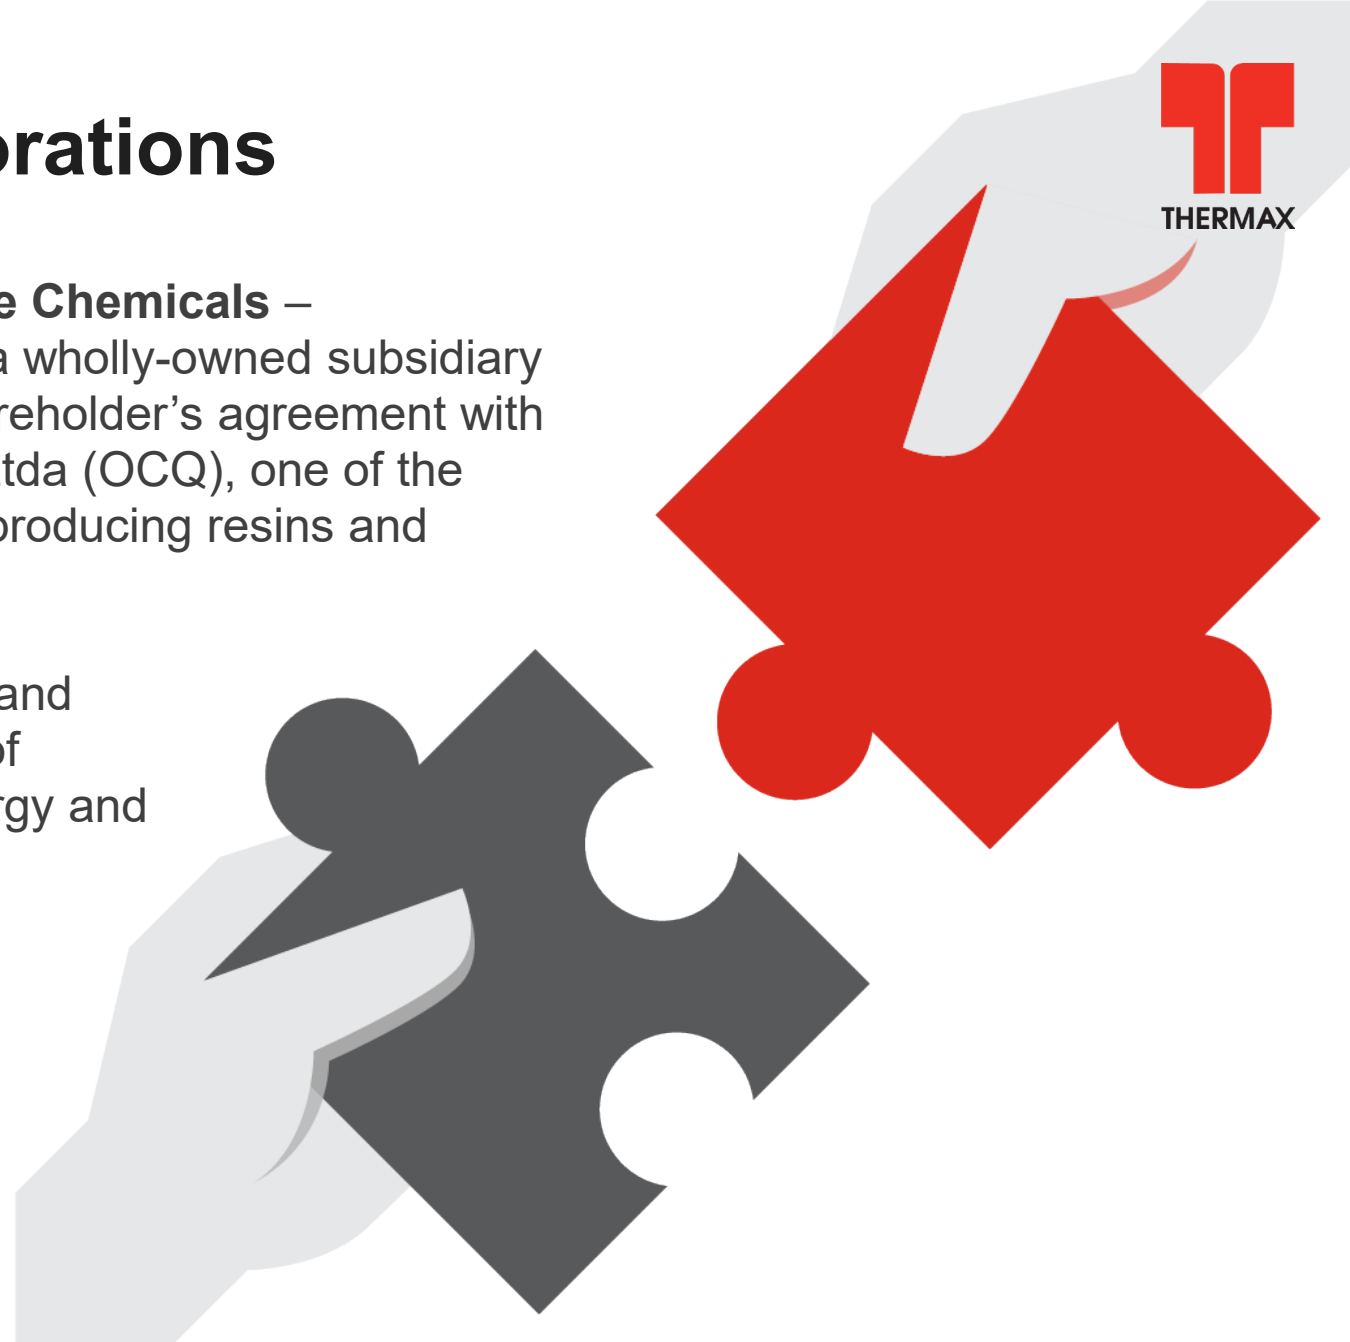 orations
THERMAX
e Chemicals –
a wholly-owned subsidiary
reholder’s agreement with
tda (OCQ), one of the
producing resins and
and
of
rgy and